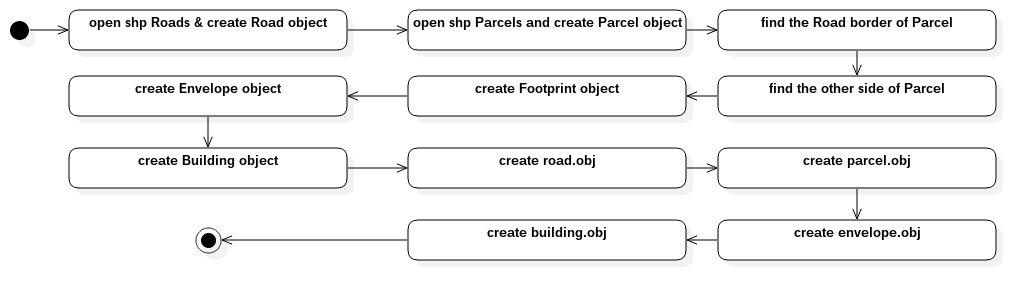 open shp Roads & create Road object
open shp Parcels and create Parcel object
find the Road border of Parcel
create Envelope object
create Footprint object
find the other side of Parcel
create Building object
create road.obj
create parcel.obj
create building.obj
create envelope.obj